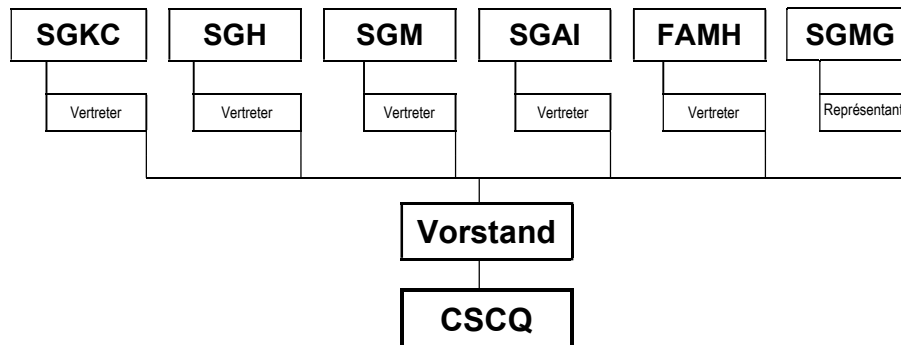 SGKC SGH SGM SGAI FAMH SGMG
Vertreter Vertreter Vertreter Vertreter Vertreter Représentant
Vorstand
CSCQ